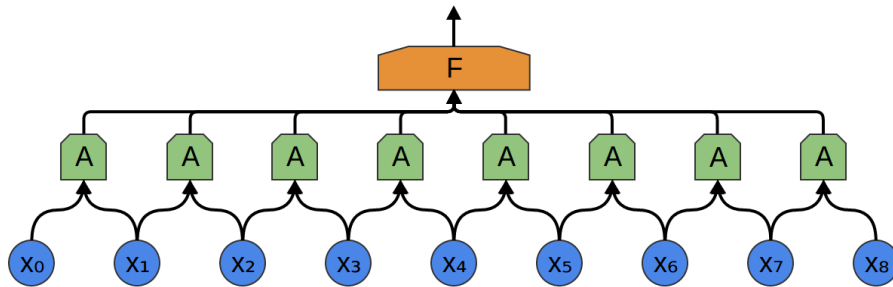 F
A A A A A A A A
x₀ x₁ x₂ x₃ x₄ x₅ x₆ x₇ x₈